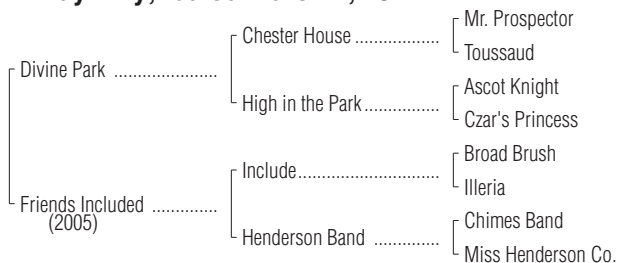 Mr. Prospector
Chester House
Toussaud
Divine Park
Ascot Knight
High in the Park
Czar's Princess
Broad Brush
Include
Illeria
Friends Included
(2005)
Chimes Band
Henderson Band
Miss Henderson Co.